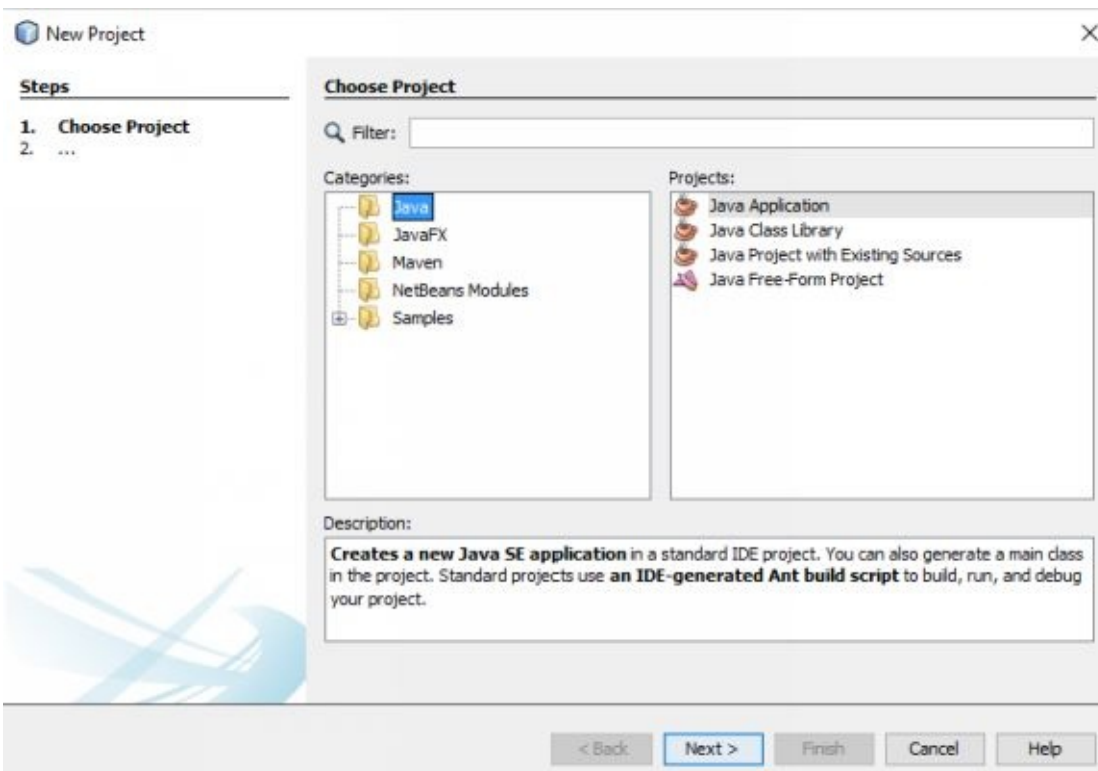 New Project
Steps
1. Choose Project
2. ...
Choose Project
Filter:
Categories:
Java
JavaFX
Maven
NetBeans Modules
Samples
Projects:
Java Application
Java Class Library
Java Project with Existing Sources
Java Free-Form Project
Description:
Creates a new Java SE application in a standard IDE project. You can also generate a main class
in the project. Standard projects use an IDE-generated Ant build script to build, run, and debug
your project.
< Back
Next >
Finish
Cancel
Help